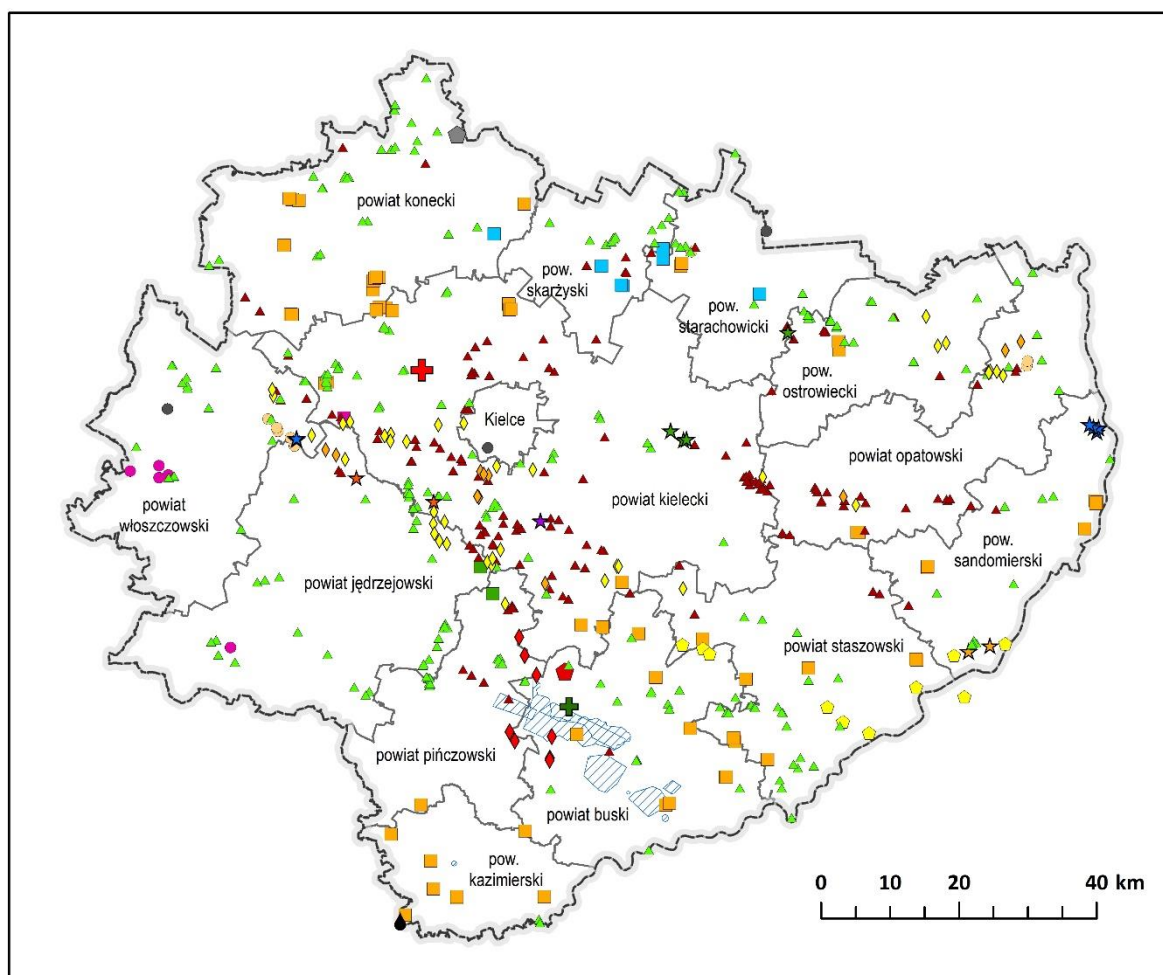 powiat konecki
pow.
skarżyski
pow.
starachowicki
pow.
ostrowiecki
Kielce
powiat opatowski
powiat kielecki
powiat
włoszczowski
pow.
sandomierski
powiat jędrzejowski
powiat staszowski
powiat pińczowski
powiat buski
pow.
kazimierski
0 10 20 40 km